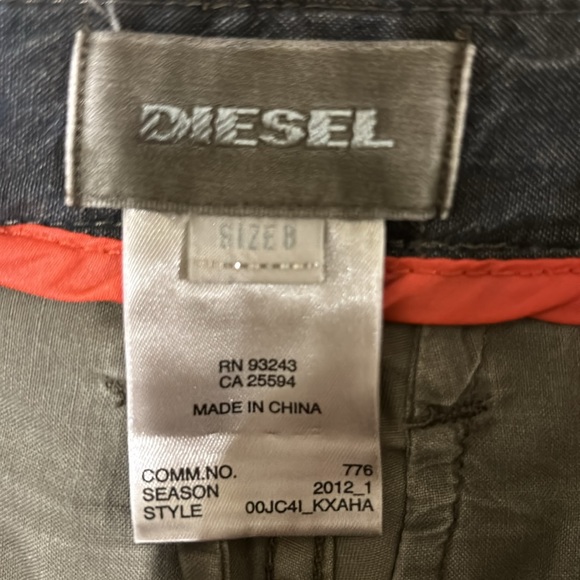 DIESEL
SIZE 8
RN 93243
CA 25594
MADE IN CHINA
COMM.NO. 776
SEASON 2012_1
STYLE 00JC4I_KXAHA